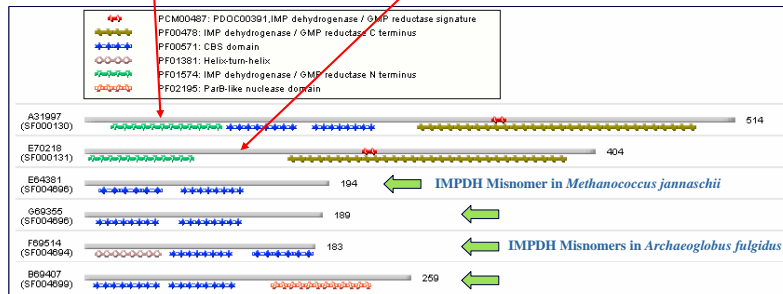 PCM00487: PDOC00391,IMP dehydrogenase / GMP reductase signature
PF00478: IMP dehydrogenase / GMP reductase C terminus
PF00571: CBS domain
PF01381: Helix-turn-helix
PF01574: IMP dehydrogenase / GMP reductase N terminus
PF02195: ParB-like nuclease domain
A31997
(SF000130)
514
E70218
(SF000131)
404
E64381
(SF004696)
194
IMPDH Misnomer in Methanococcus jannaschii
G69355
(SF004696)
189
F69514
(SF004694)
183
IMPDH Misnomers in Archaeoglobus fulgidus
B69407
(SF004699)
259